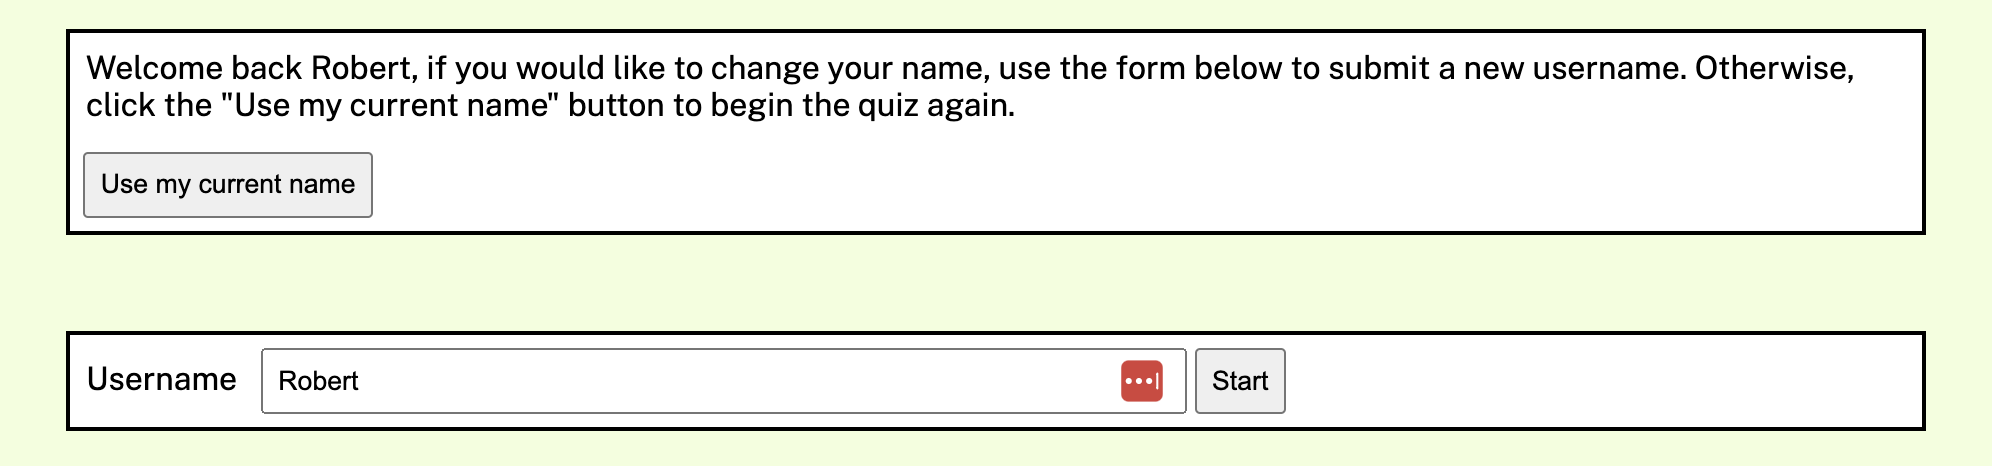 Welcome back Robert, if you would like to change your name, use the form below to submit a new username. Otherwise,
click the "Use my current name" button to begin the quiz again.
Use my current name
Username Robert Start